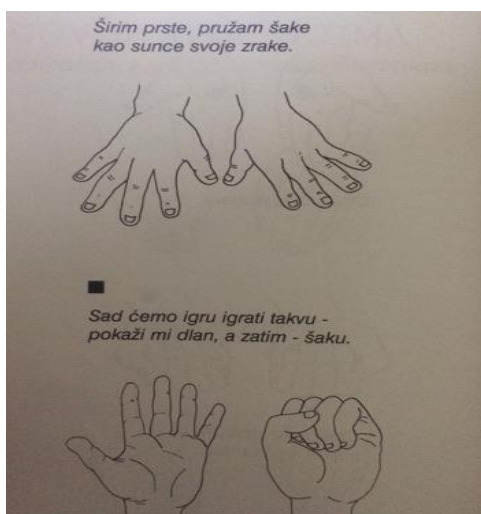 Širim prste, pružam šake
kao sunce svoje zrake.
Sad ćemo igru igrati takvu -
pokaži mi dlan, a zatim - šaku.